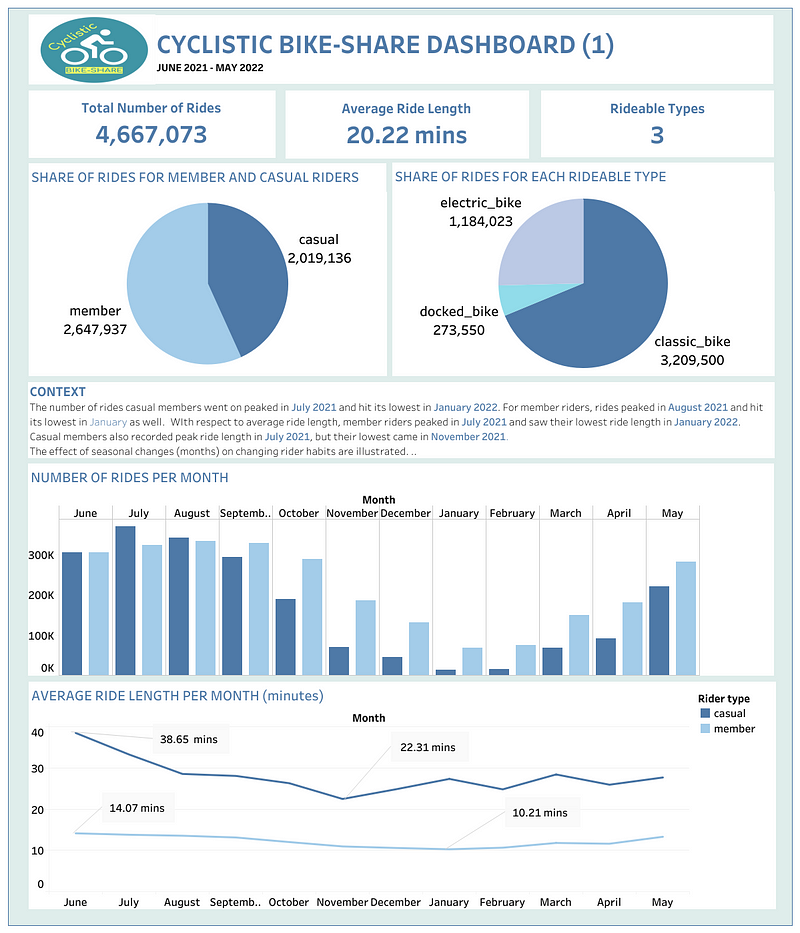 Cyclistic
BIKE-SHARE
CYCLISTIC BIKE-SHARE DASHBOARD (1)
JUNE 2021 - MAY 2022
Total Number of Rides
4,667,073
Average Ride Length
20.22 mins
Rideable Types
3
SHARE OF RIDES FOR MEMBER AND CASUAL RIDERS
casual
2,019,136
member
2,647,937
SHARE OF RIDES FOR EACH RIDEABLE TYPE
electric_bike
1,184,023
docked_bike
273,550
classic_bike
3,209,500
CONTEXT
The number of rides casual members went on peaked in July 2021 and hit its lowest in January 2022. For member riders, rides peaked in August 2021 and hit
its lowest in January as well. WIth respect to average ride length, member riders peaked in July 2021 and saw their lowest ride length in January 2022.
Casual members also recorded peak ride length in July 2021, but their lowest came in November 2021.
The effect of seasonal changes (months) on changing rider habits are illustrated. ..
NUMBER OF RIDES PER MONTH
Month
June July August Septemb.. October November December January February March April May
300K
200K
100K
0K
AVERAGE RIDE LENGTH PER MONTH (minutes)
Rider type
casual
member
Month
40
30
20
10
0
38.65 mins
22.31 mins
14.07 mins
10.21 mins
June July August Septemb.. October November December January February March April May